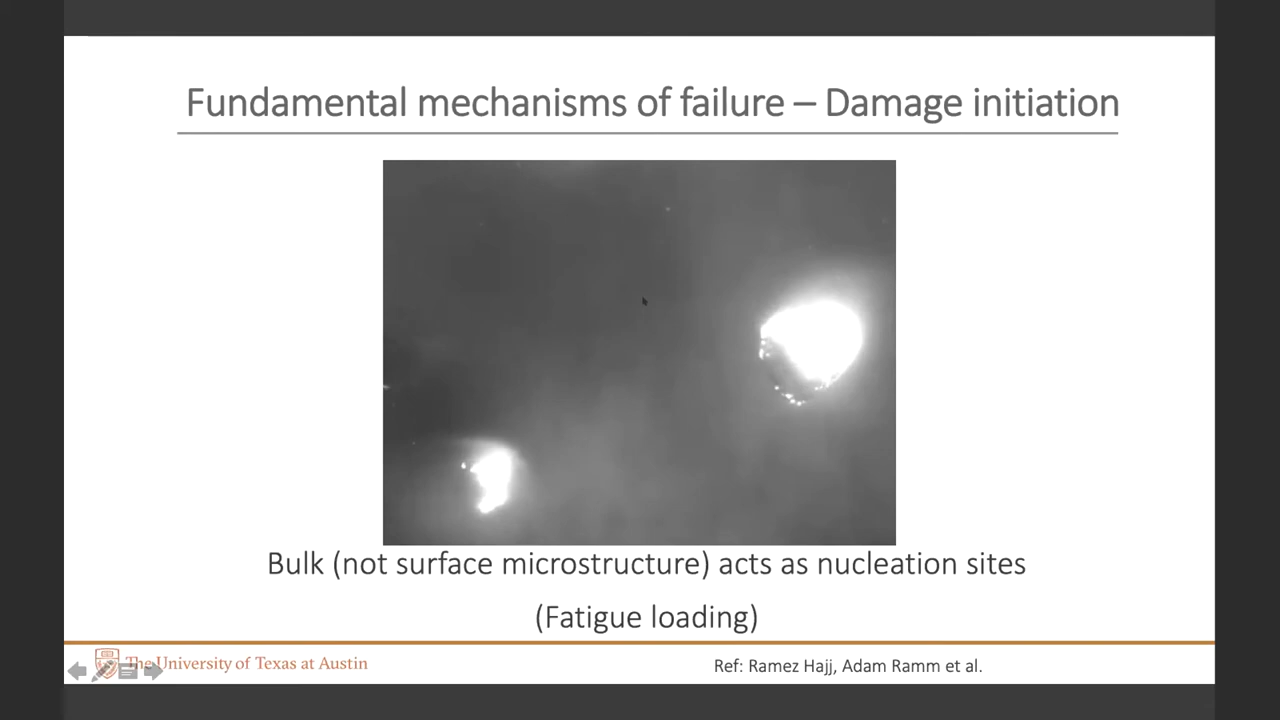 Fundamental mechanisms of failure – Damage initiation
Bulk (not surface microstructure) acts as nucleation sites
(Fatigue loading)
The University of Texas at Austin
Ref: Ramez Hajj, Adam Ramm et al.